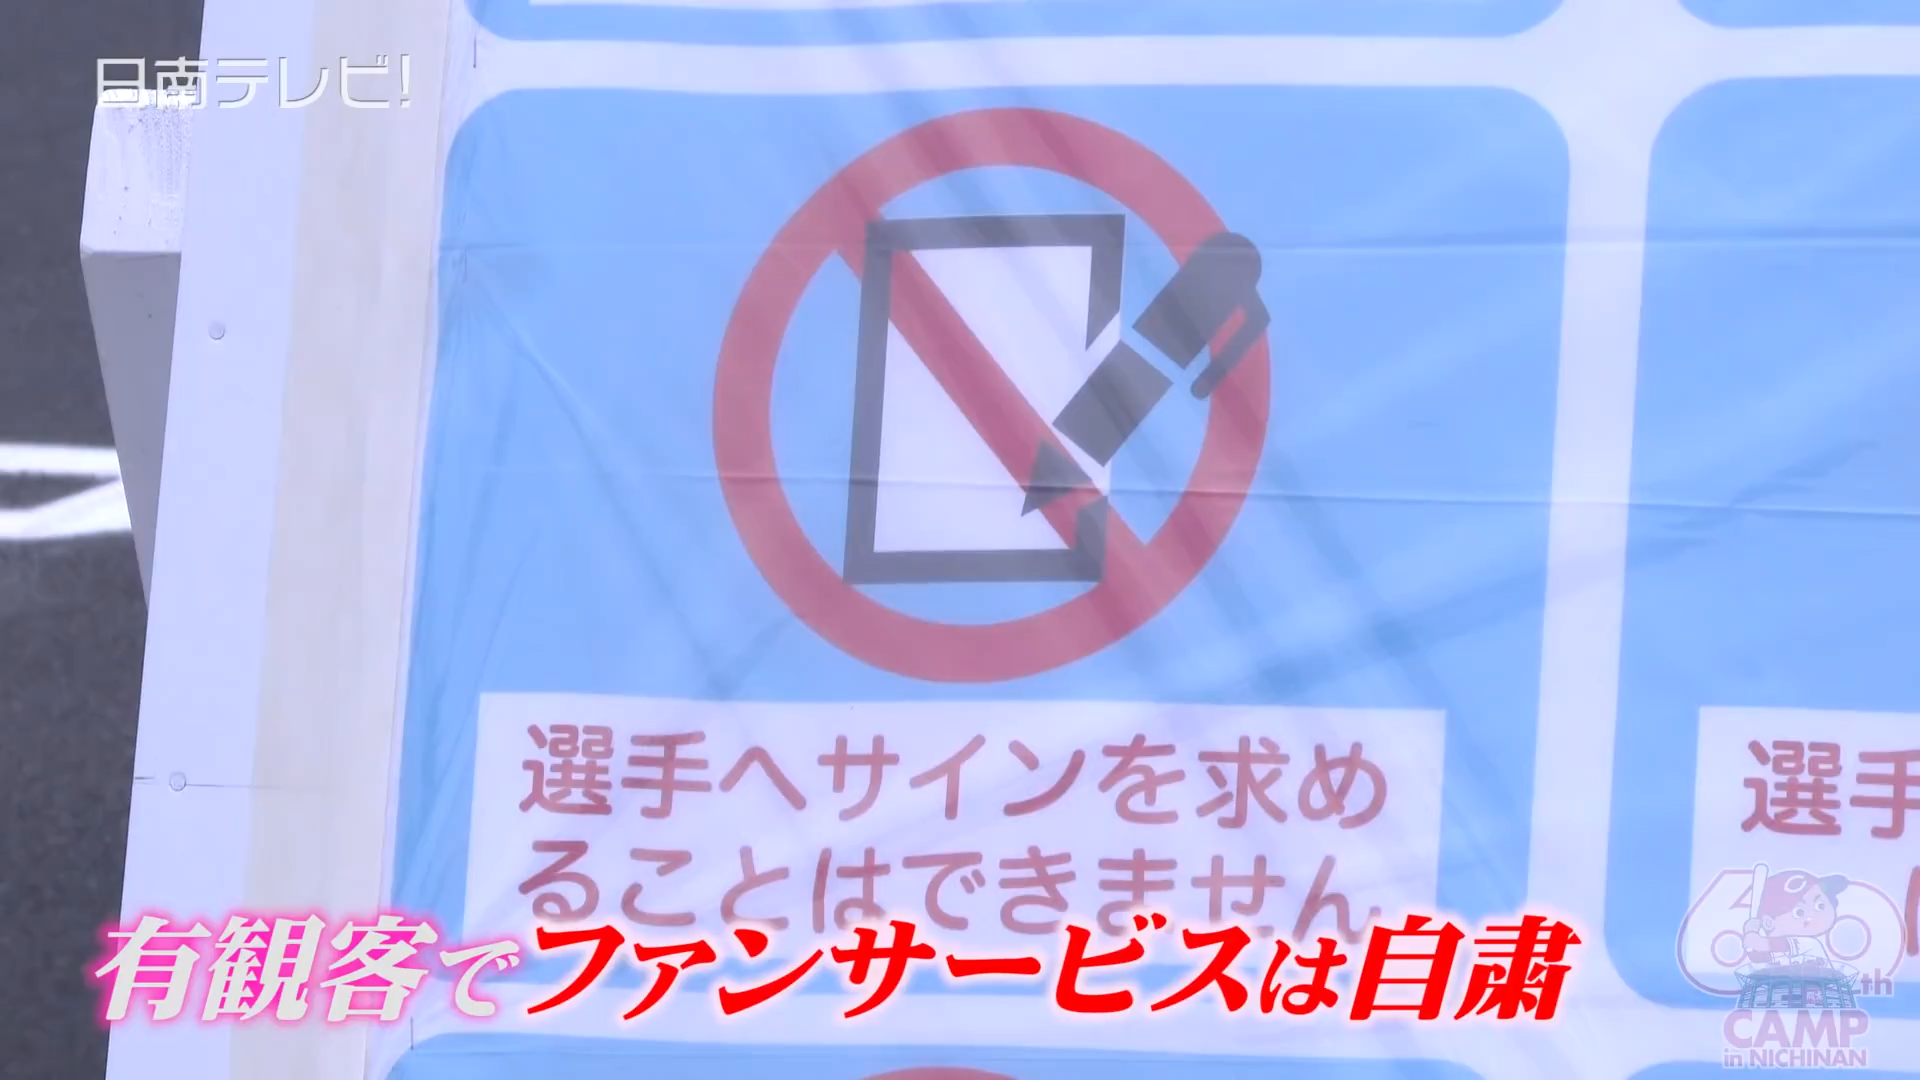 日南テレビ!
選手へサインを求め
ることはできません
選手
有観客でファンサービスは自粛
60th
CAMP
in NICHINAN